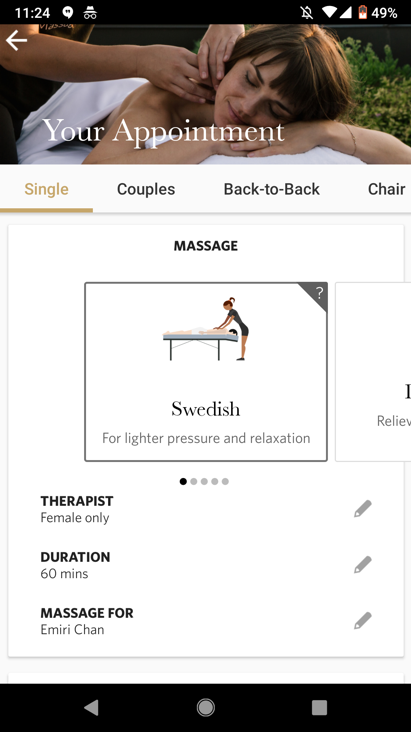 11:24
49%
Your Appointment
Single
Couples
Back-to-Back
Chair
MASSAGE
?
Swedish
For lighter pressure and relaxation
Reliev
THERAPIST
Female only
DURATION
60 mins
MASSAGE FOR
Emiri Chan